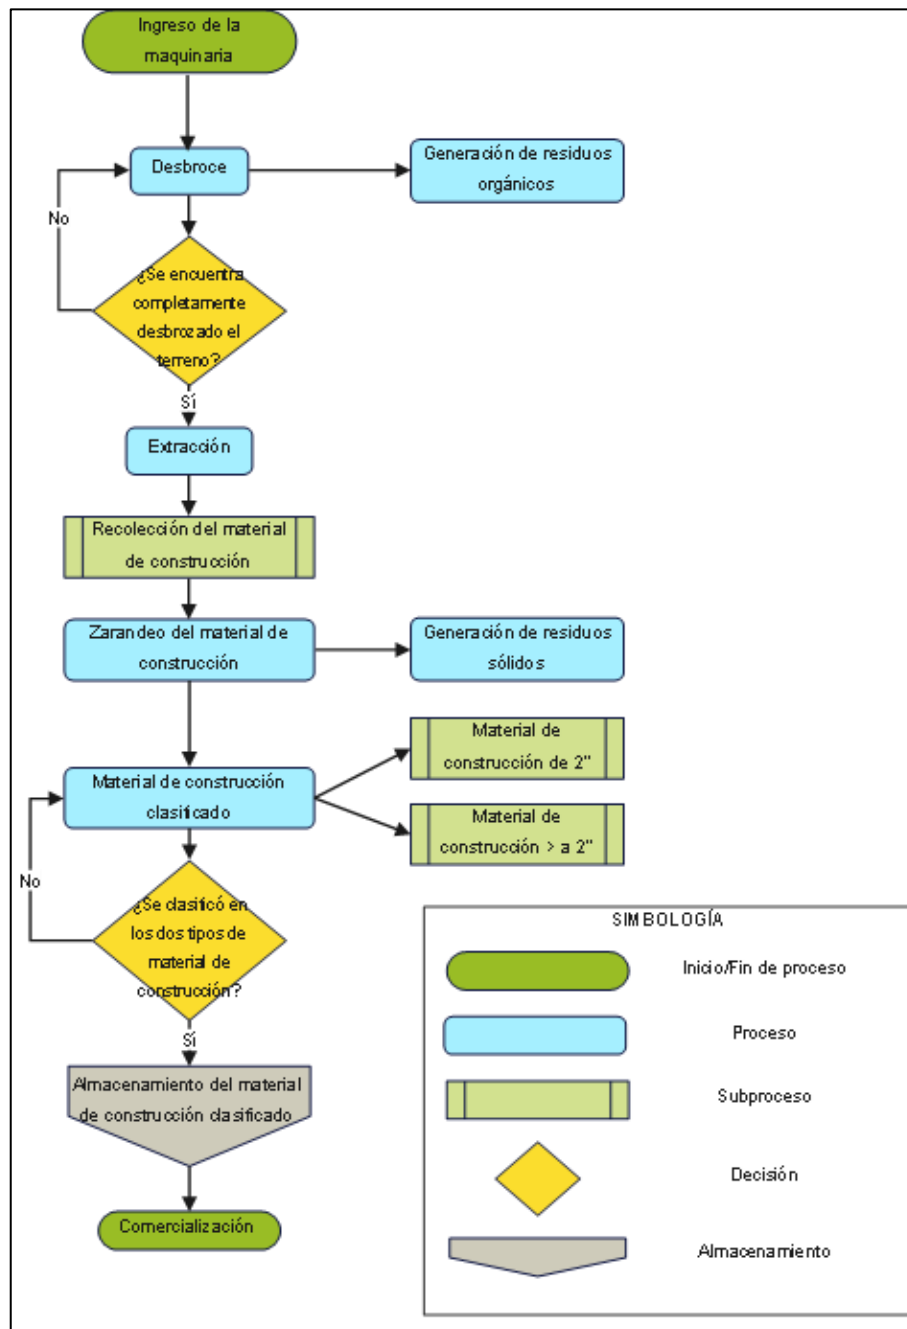 Ingreso de la
maquinaria
Desbroce
Generación de residuos
orgánicos
No
¿Se encuentra
completamente
desbrozado el
terreno?
Sí
Extracción
Recolección del material
de construcción
Zarandeo del material de
construcción
Generación de residuos
sólidos
Material de
construcción de 2"
Material de construcción
clasificado
Material de
construcción > a 2"
No
¿Se clasificó en
los dos tipos de
material de
construcción?
Sí
Almacenamiento del material
de construcción clasificado
Comercialización
SIMBOLOGÍA
Inicio/Fin de proceso
Proceso
Subproceso
Decisión
Almacenamiento